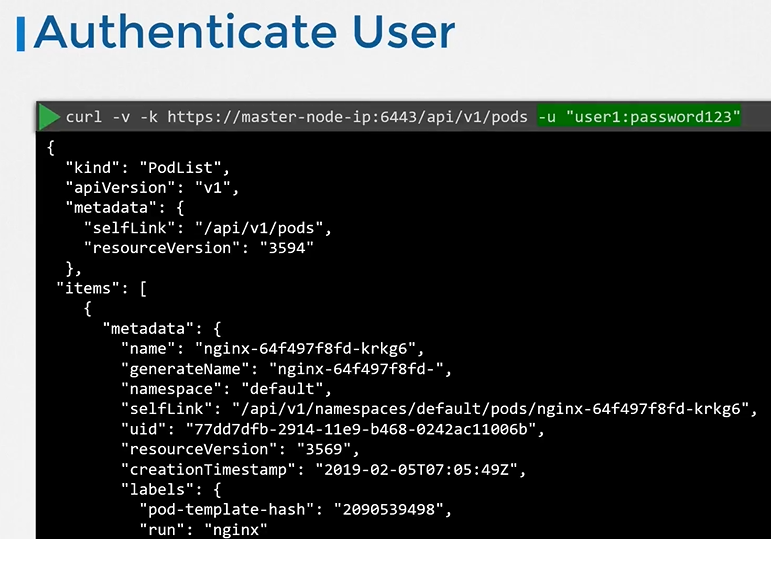 Authenticate User
curl -v -k https://master-node-ip:6443/api/v1/pods -u "user1:password123"
{
"kind": "PodList",
"apiVersion": "v1",
"metadata": {
"selfLink": "/api/v1/pods",
"resourceVersion": "3594"
},
"items": [
{
"metadata": {
"name": "nginx-64f497f8fd-krkg6",
"generateName": "nginx-64f497f8fd-",
"namespace": "default",
"selfLink": "/api/v1/namespaces/default/pods/nginx-64f497f8fd-krkg6",
"uid": "77dd7dfb-2914-11e9-b468-0242ac11006b",
"resourceVersion": "3569",
"creationTimestamp": "2019-02-05T07:05:49Z",
"labels": {
"pod-template-hash": "2090539498",
"run": "nginx"